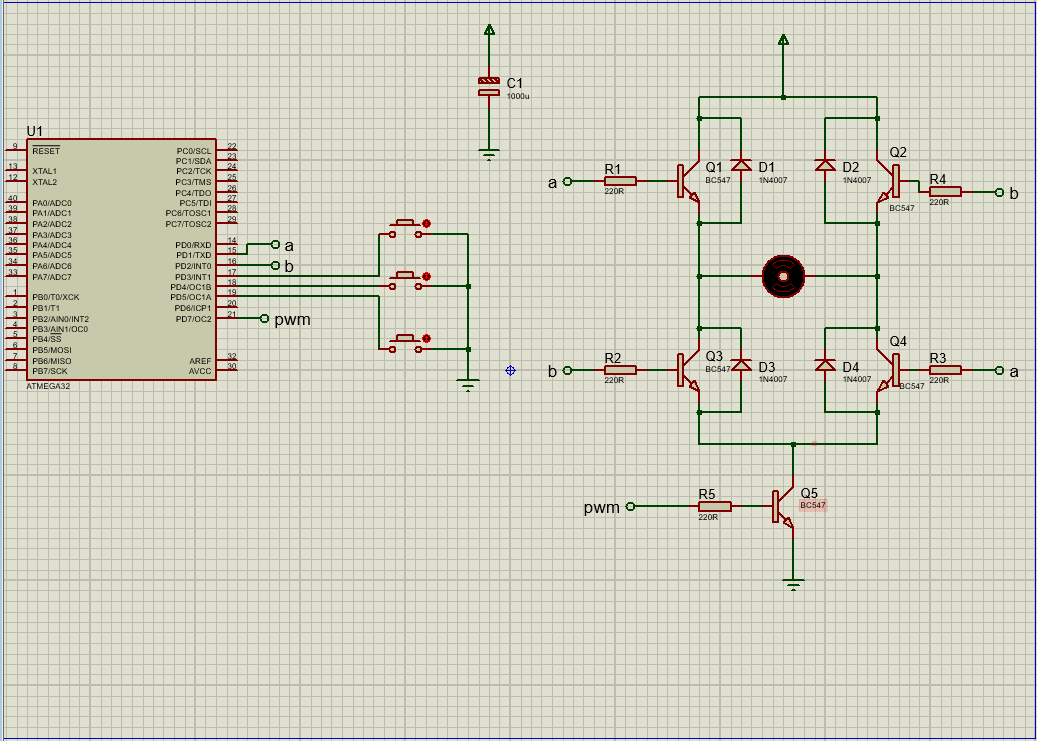 U1
9
RESET
13
XTAL1
12
XTAL2
40
PA0/ADC0
39
PA1/ADC1
38
PA2/ADC2
37
PA3/ADC3
36
PA4/ADC4
35
PA5/ADC5
34
PA6/ADC6
33
PA7/ADC7
1
PB0/T0/XCK
2
PB1/T1
3
PB2/AIN0/INT2
4
PB3/AIN1/OC0
5
PB4/SS
6
PB5/MOSI
7
PB6/MISO
8
PB7/SCK
PC0/SCL
22
PC1/SDA
23
PC2/TCK
24
PC3/TMS
25
PC4/TDO
26
PC5/TDI
27
PC6/TOSC1
28
PC7/TOSC2
29
PD0/RXD
14
PD1/TXD
15
PD2/INT0
16
PD3/INT1
17
PD4/OC1B
18
PD5/OC1A
19
PD6/ICP1
20
PD7/OC2
21
AREF
32
AVCC
30
ATMEGA32
a
b
pwm
C1
1000u
a
R1
220R
Q1
BC547
D1
1N4007
D2
1N4007
Q2
BC547
R4
220R
b
b
R2
220R
Q3
BC547
D3
1N4007
D4
1N4007
Q4
BC547
R3
220R
a
pwm
R5
220R
Q5
BC547